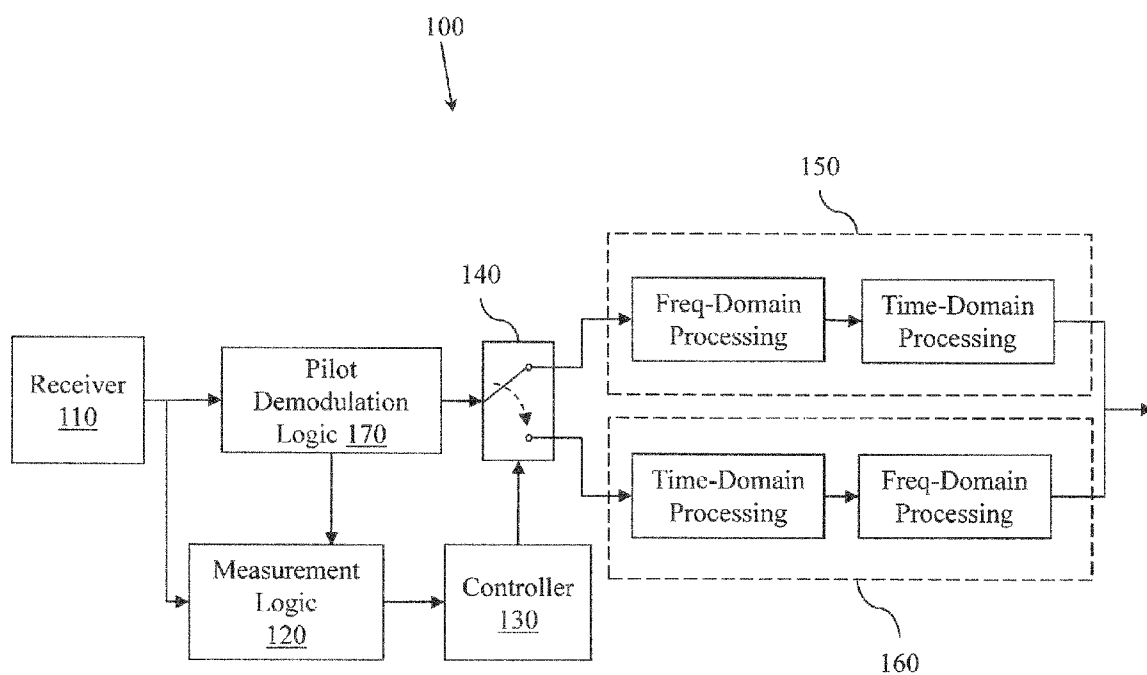 100
150
140
Freq-Domain
Processing
Time-Domain
Processing
Receiver
110
Pilot
Demodulation
Logic 170
Time-Domain
Processing
Freq-Domain
Processing
Measurement
Logic
120
Controller
130
160